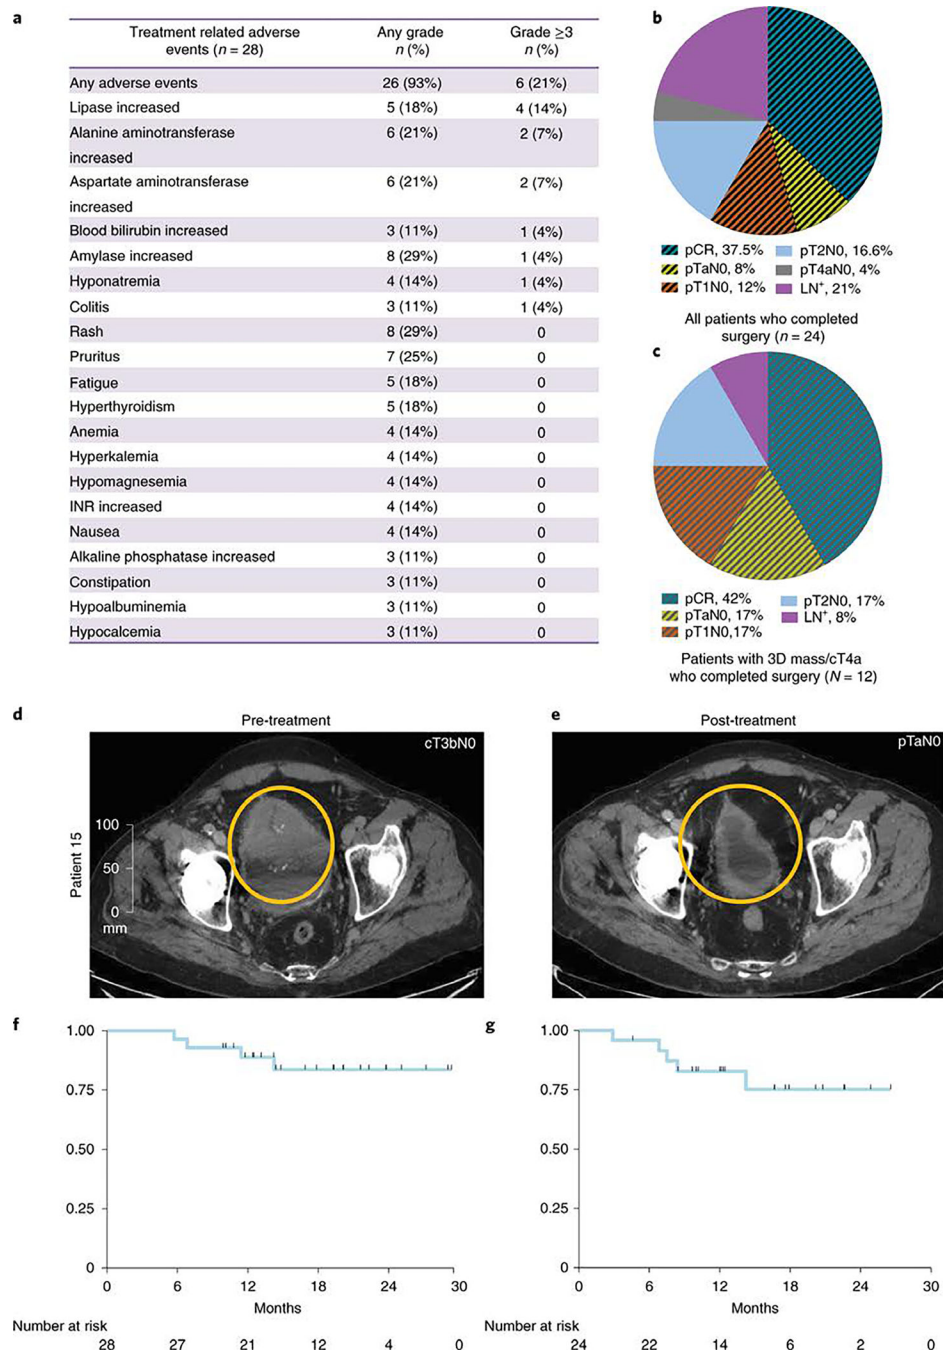 a
Treatment related adverse events (n = 28) Any grade n (%) Grade ≥3 n (%)
Any adverse events 26 (93%) 6 (21%)
Lipase increased 5 (18%) 4 (14%)
Alanine aminotransferase 6 (21%) 2 (7%)
increased
Aspartate aminotransferase 6 (21%) 2 (7%)
increased
Blood bilirubin increased 3 (11%) 1 (4%)
Amylase increased 8 (29%) 1 (4%)
Hyponatremia 4 (14%) 1 (4%)
Colitis 3 (11%) 1 (4%)
Rash 8 (29%) 0
Pruritus 7 (25%) 0
Fatigue 5 (18%) 0
Hyperthyroidism 5 (18%) 0
Anemia 4 (14%) 0
Hyperkalemia 4 (14%) 0
Hypomagnesemia 4 (14%) 0
INR increased 4 (14%) 0
Nausea 4 (14%) 0
Alkaline phosphatase increased 3 (11%) 0
Constipation 3 (11%) 0
Hypoalbuminemia 3 (11%) 0
Hypocalcemia 3 (11%) 0
b
pCR, 37.5% pT2N0, 16.6%
pTaN0, 8% pT4aN0, 4%
pT1N0, 12% LN⁺, 21%
All patients who completed
surgery (n = 24)
c
pCR, 42% pT2N0, 17%
pTaN0, 17% LN⁺, 8%
pT1N0,17%
Patients with 3D mass/cT4a
who completed surgery (N = 12)
d Pre-treatment
cT3bN0
Patient 15
100
50
0
mm
e Post-treatment
pTaN0
f
1.00
0.75
0.50
0.25
0
0 6 12 18 24 30
Months
Number at risk
28 27 21 12 4 0
g
1.00
0.75
0.50
0.25
0
0 6 12 18 24 30
Months
Number at risk
24 22 14 6 2 0